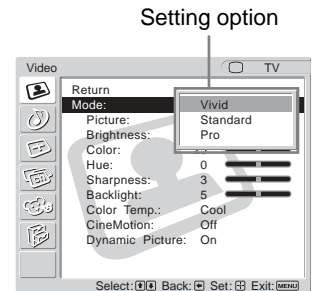 Setting option
Video TV
Return
Mode: Vivid
Picture: Standard
Brightness: Pro
Color:
Hue: 0
Sharpness: 3
Backlight: 5
Color Temp.: Cool
CineMotion: Off
Dynamic Picture: On
Select: Back: Set: Exit: MENU